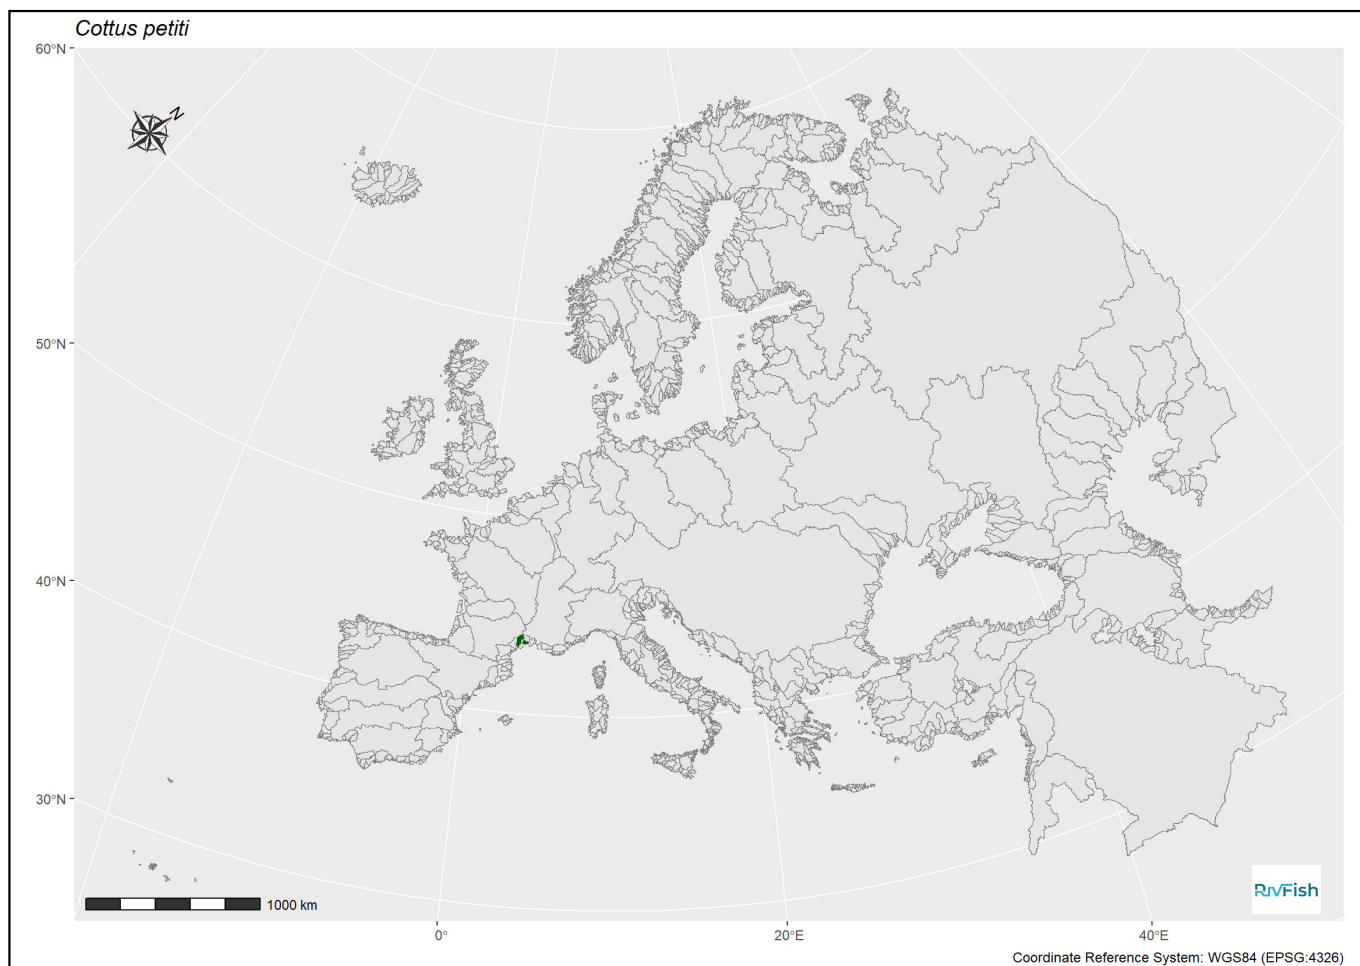 Cottus petiti
60°N
N
50°N
40°N
30°N
1000 km
RivFish
0°
20°E
40°E
Coordinate Reference System: WGS84 (EPSG:4326)